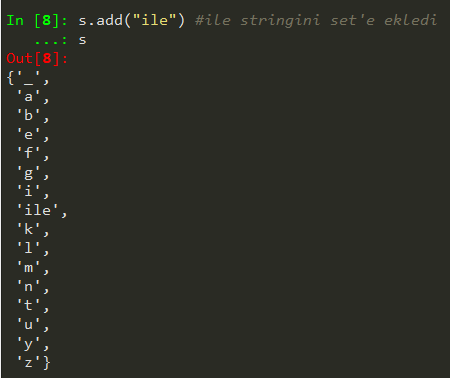 In [8]: s.add("ile") #ile stringini set'e ekledi
...: s
Out[8]:
{'_',
'a',
'b',
'e',
'f',
'g',
'i',
'ile',
'k',
'l',
'm',
'n',
't',
'u',
'y',
'z'}